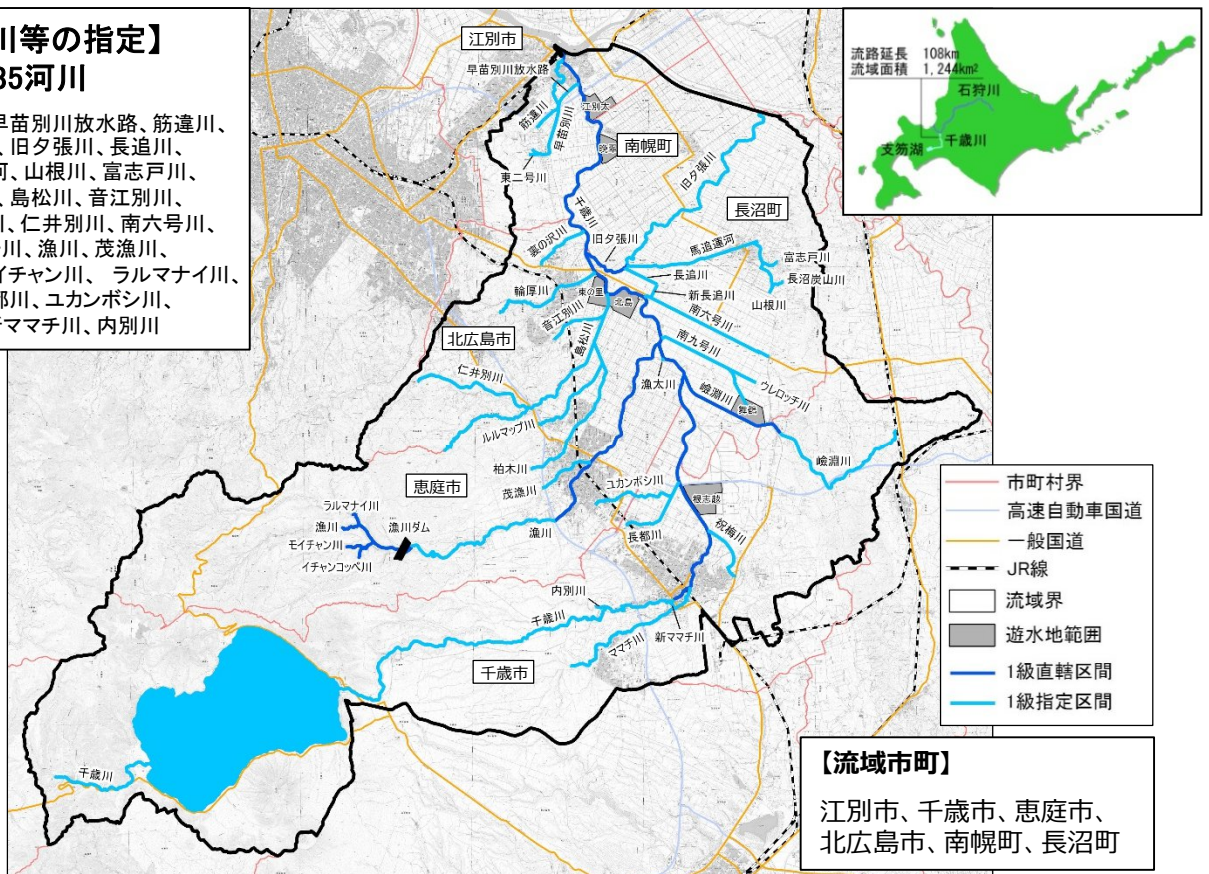 川等の指定】
35河川
早苗別川放水路、筋違川、
、旧夕張川、長追川、
河、山根川、富志戸川、
、島松川、音江別川、
川、仁井別川、南六号川、
川、漁川、茂漁川、
イチャン川、 ラルマナイ川、
都川、ユカンボシ川、
新ママチ川、内別川
流路延長 108km
流域面積 1,244km²
石狩川
千歳川
支笏湖
江別市
早苗別川放水路
筋違川
早苗別川
江別太
晩翠
南幌町
東二号川
旧夕張川
千歳川
長沼町
裏の沢川
旧夕張川
馬追運河
富志戸川
長沼炭山川
山根川
長追川
新長追川
輪厚川
東の里
北島
音江別川
南六号川
島松川
北広島市
南九号川
仁井別川
漁太川
嶮淵川
ウレロッチ川
舞鶴
ルルマップ川
嶮淵川
柏木川
茂漁川
恵庭市
ユカンボシ川
根志越
ラルマナイ川
漁川
漁川ダム
モイチャン川
イチャンコッペ川
漁川
長都川
祝梅川
内別川
千歳川
新ママチ川
ママチ川
千歳市
千歳川
市町村界
高速自動車国道
一般国道
JR線
流域界
遊水地範囲
1級直轄区間
1級指定区間
【流域市町】
江別市、千歳市、恵庭市、
北広島市、南幌町、長沼町